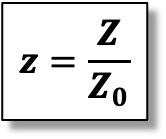 z = Z / Z₀